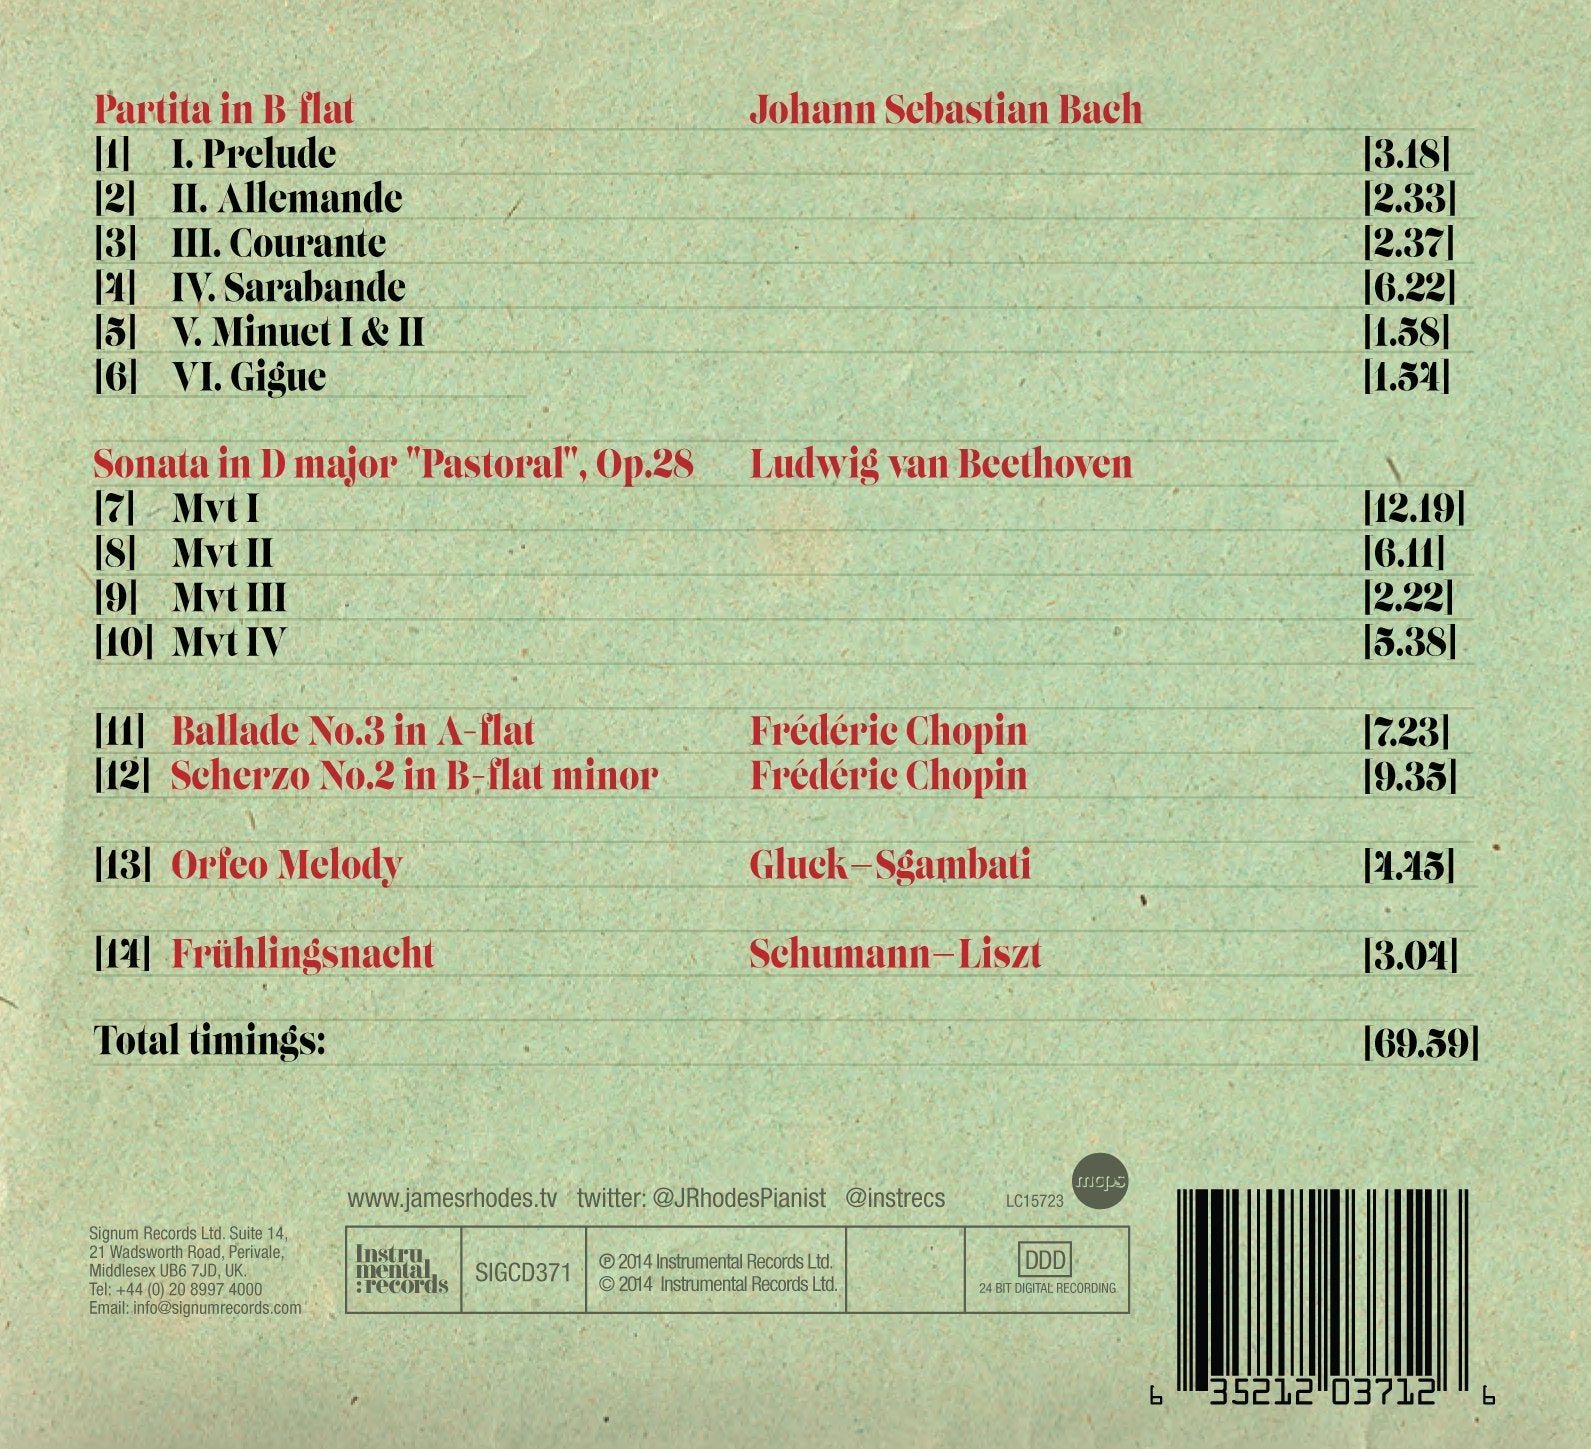 Partita in B-flat Johann Sebastian Bach
[1] I. Prelude [3.18]
[2] II. Allemande [2.33]
[3] III. Courante [2.37]
[4] IV. Sarabande [6.22]
[5] V. Minuet I & II [1.58]
[6] VI. Gigue [1.54]
Sonata in D major "Pastoral", Op.28 Ludwig van Beethoven
[7] Mvt I [12.19]
[8] Mvt II [6.11]
[9] Mvt III [2.22]
[10] Mvt IV [5.38]
[11] Ballade No.3 in A-flat Frédéric Chopin [7.23]
[12] Scherzo No.2 in B-flat minor Frédéric Chopin [9.35]
[13] Orfeo Melody Gluck–Sgambati [4.45]
[14] Frühlingsnacht Schumann–Liszt [3.04]
Total timings: [69.59]
www.jamesrhodes.tv twitter: @JRhodesPianist @instrecs LC15723 mcps
Signum Records Ltd. Suite 14,
21 Wadsworth Road, Perivale,
Middlesex UB6 7JD, UK.
Tel: +44 (0) 20 8997 4000
Email: info@signumrecords.com
Instru
mental
:records
SIGCD371
℗ 2014 Instrumental Records Ltd.
© 2014 Instrumental Records Ltd.
DDD
24 BIT DIGITAL RECORDING
6 35212 03712 6